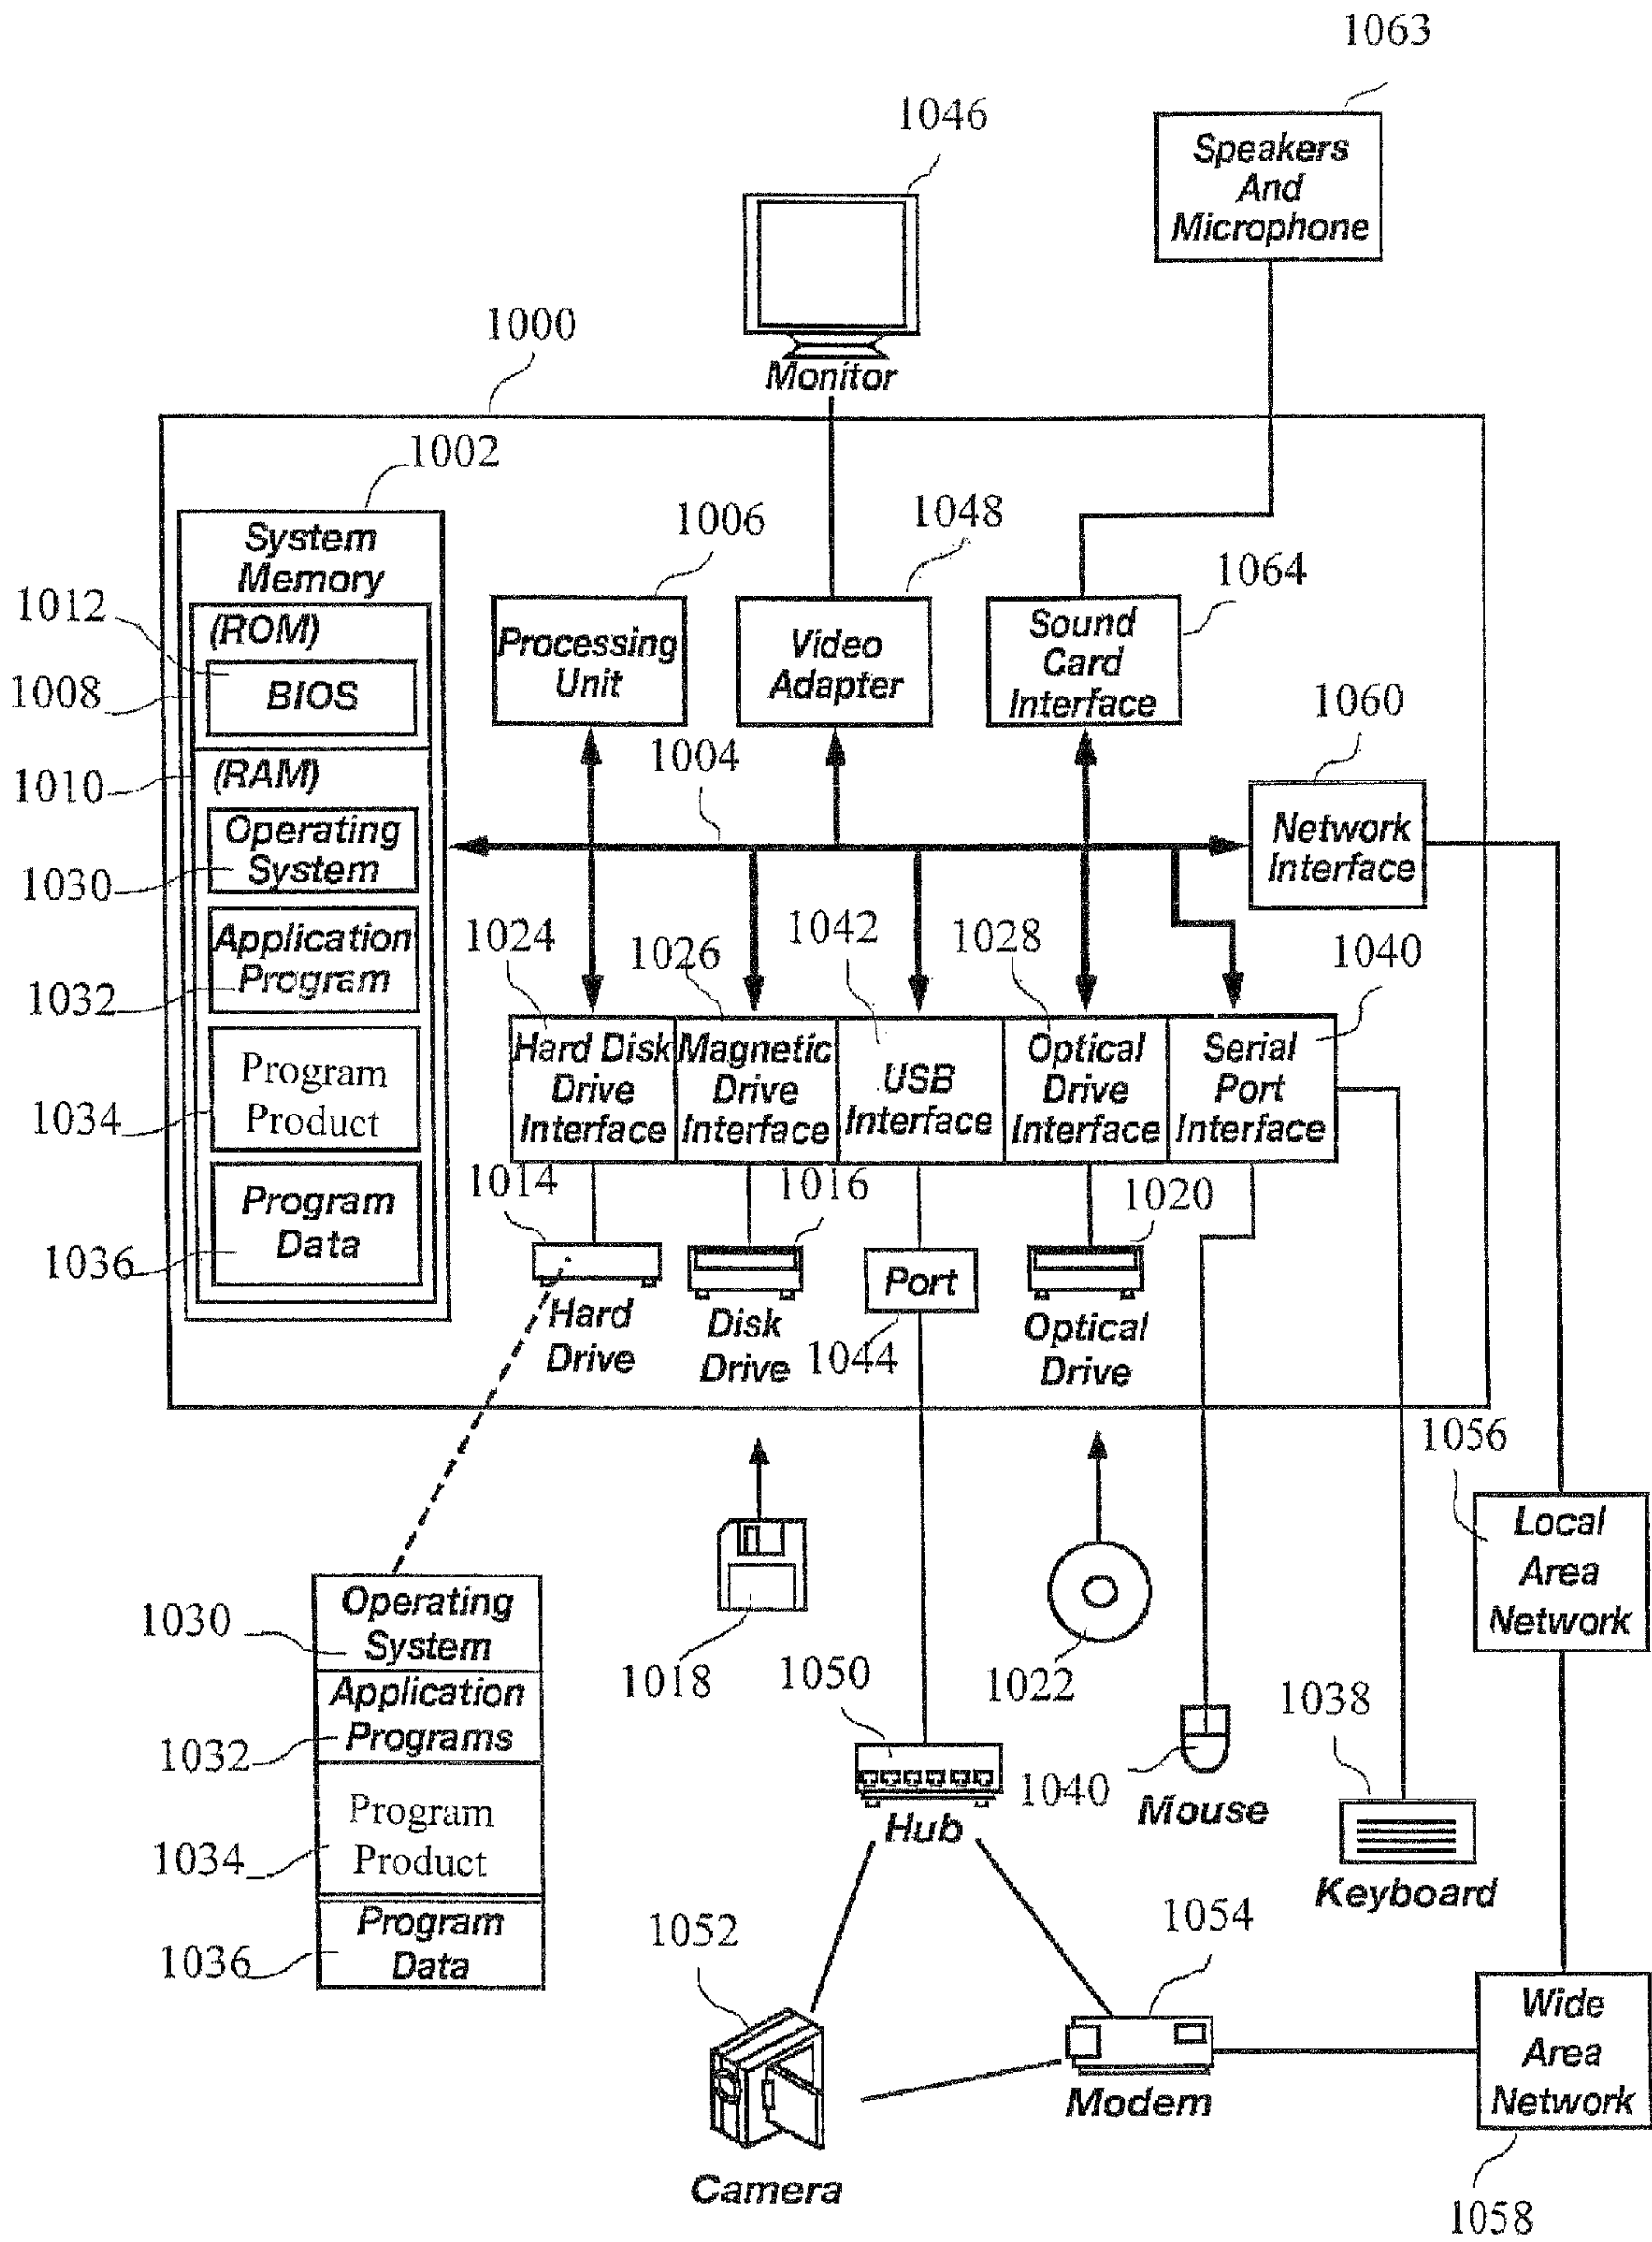 1063
Speakers
And
Microphone
1046
Monitor
1000
1002
System
Memory
1012
(ROM)
1008
BIOS
1010
(RAM)
Operating
System
1030
Application
Program
1032
Program
Product
1034
Program
Data
1036
1006
Processing
Unit
1048
Video
Adapter
1064
Sound
Card
Interface
1004
1060
Network
Interface
1024
Hard Disk
Drive
Interface
1026
Magnetic
Drive
Interface
1042
USB
Interface
1028
Optical
Drive
Interface
1040
Serial
Port
Interface
1014
Hard
Drive
1016
Disk
Drive
Port
1044
1020
Optical
Drive
1056
Local
Area
Network
Operating
System
1030
Application
Programs
1032
Program
Product
1034
Program
Data
1036
1018
1050
Hub
1022
1040
Mouse
1038
Keyboard
1052
Camera
1054
Modem
Wide
Area
Network
1058